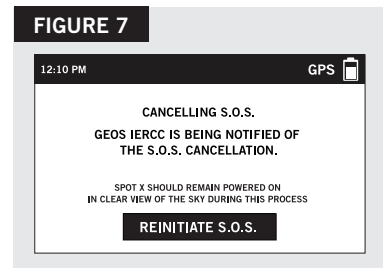 FIGURE 7
12:10 PM GPS
CANCELLING S.O.S.
GEOS IERCC IS BEING NOTIFIED OF
THE S.O.S. CANCELLATION.
SPOT X SHOULD REMAIN POWERED ON
IN CLEAR VIEW OF THE SKY DURING THIS PROCESS
REINITIATE S.O.S.